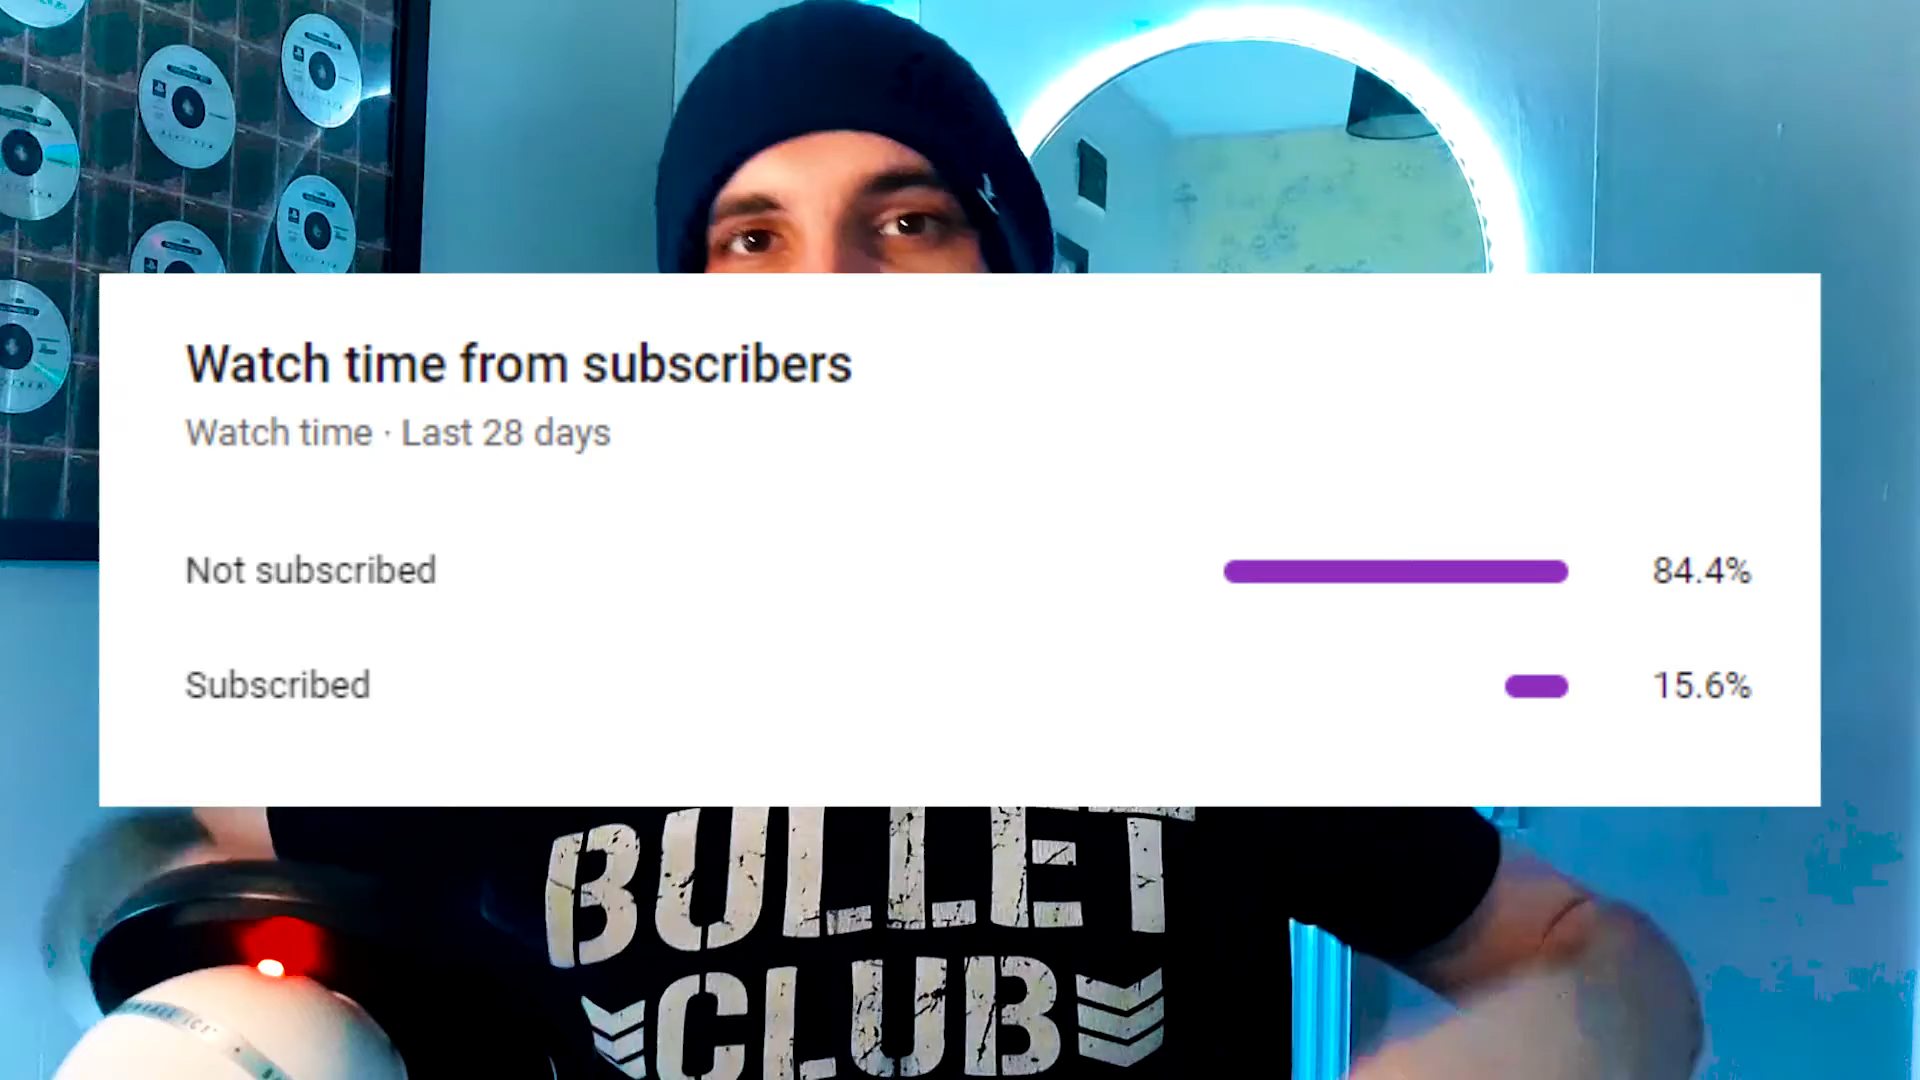 Watch time from subscribers
Watch time · Last 28 days
Not subscribed 84.4%
Subscribed 15.6%
BULLET
CLUB